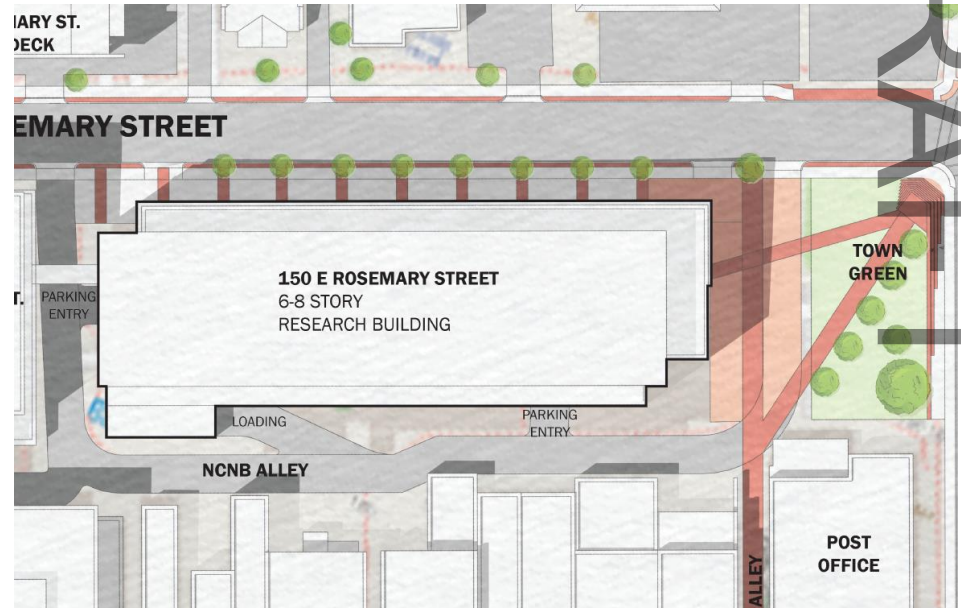 IARY ST.
DECK
EMARY STREET
150 E ROSEMARY STREET
6-8 STORY
RESEARCH BUILDING
TOWN
GREEN
T.
PARKING
ENTRY
LOADING
PARKING
ENTRY
NCNB ALLEY
POST
OFFICE
ALLEY